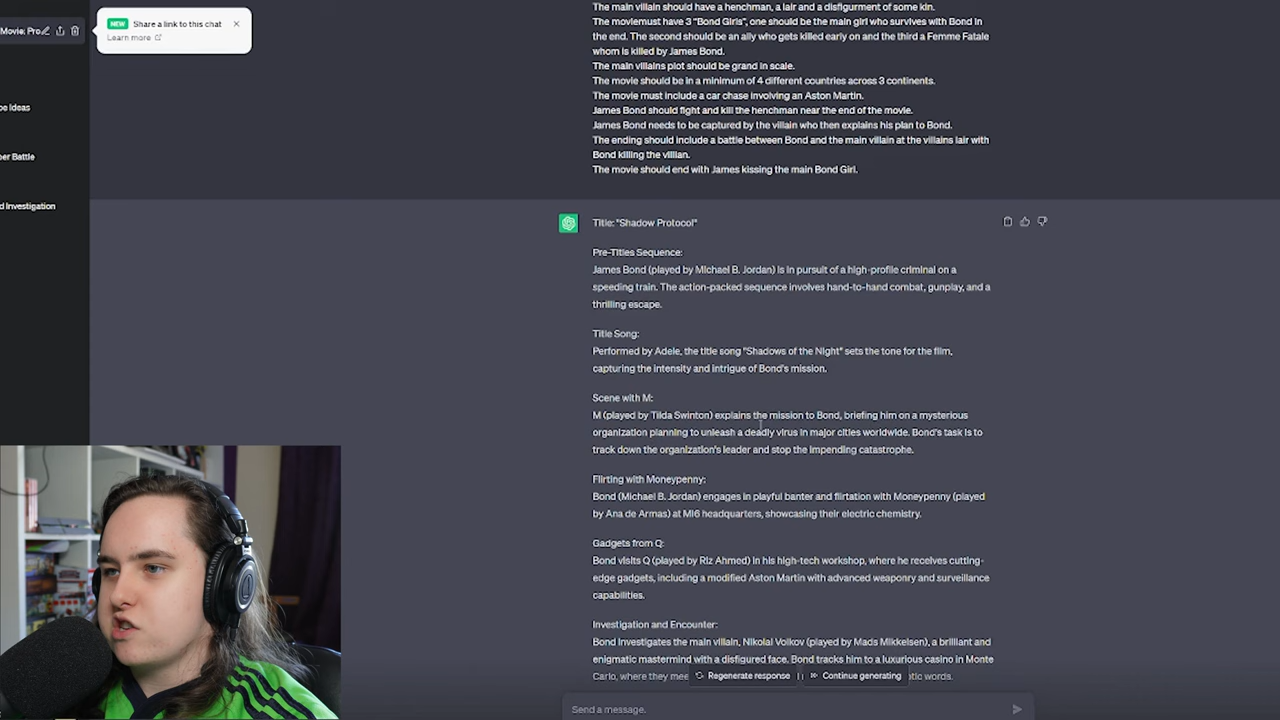 NEW Share a link to this chat
Learn more
Movie: Pro
pe Ideas
per Battle
d Investigation
The main villain should have a henchman, a lair and a disfigurment of some kin.
The moviemust have 3 "Bond Girls", one should be the main girl who survives with Bond in
the end. The second should be an ally who gets killed early on and the third a Femme Fatale
whom is killed by James Bond.
The main villains plot should be grand in scale.
The movie should be in a minimum of 4 different countries across 3 continents.
The movie must include a car chase involving an Aston Martin.
James Bond should fight and kill the henchman near the end of the movie.
James Bond needs to be captured by the villain who then explains his plan to Bond.
The ending should include a battle between Bond and the main villain at the villains lair with
Bond killing the villian.
The movie should end with James kissing the main Bond Girl.
Title: "Shadow Protocol"
Pre-Titles Sequence:
James Bond (played by Michael B. Jordan) is in pursuit of a high-profile criminal on a
speeding train. The action-packed sequence involves hand-to-hand combat, gunplay, and a
thrilling escape.
Title Song:
Performed by Adele, the title song "Shadows of the Night" sets the tone for the film,
capturing the intensity and intrigue of Bond's mission.
Scene with M:
M (played by Tilda Swinton) explains the mission to Bond, briefing him on a mysterious
organization planning to unleash a deadly virus in major cities worldwide. Bond's task is to
track down the organization's leader and stop the impending catastrophe.
Flirting with Moneypenny:
Bond (Michael B. Jordan) engages in playful banter and flirtation with Moneypenny (played
by Ana de Armas) at MI6 headquarters, showcasing their electric chemistry.
Gadgets from Q:
Bond visits Q (played by Riz Ahmed) in his high-tech workshop, where he receives cutting-
edge gadgets, including a modified Aston Martin with advanced weaponry and surveillance
capabilities.
Investigation and Encounter:
Bond investigates the main villain, Nikolai Volkov (played by Mads Mikkelsen), a brilliant and
enigmatic mastermind with a disfigured face. Bond tracks him to a luxurious casino in Monte
Carlo, where they mee
Regenerate response
Continue generating
otic words.
Send a message.